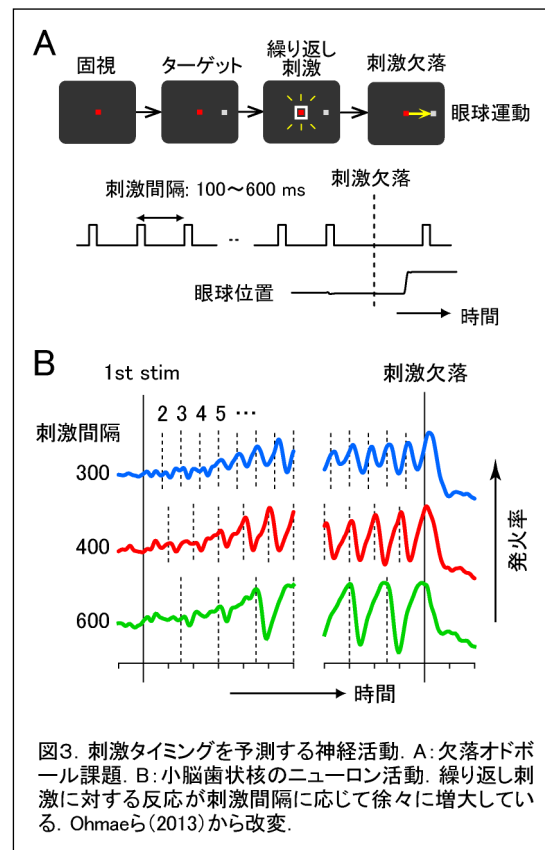 A
固視
ターゲット
繰り返し
刺激
刺激欠落
眼球運動
刺激間隔: 100～600 ms
刺激欠落
眼球位置
時間
B
1st stim
刺激欠落
刺激間隔
2 3 4 5 …
300
400
600
発火率
時間
図3. 刺激タイミングを予測する神経活動. A:欠落オドボ
ール課題. B:小脳歯状核のニューロン活動. 繰り返し刺
激に対する反応が刺激間隔に応じて徐々に増大してい
る. Ohmaeら(2013)から改変.